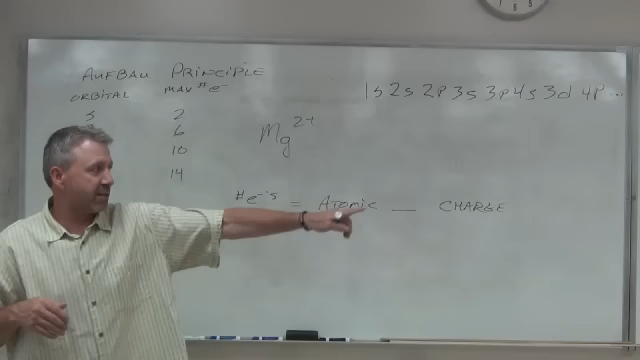 AUFBAU PRINCIPLE
ORBITAL MAX # e⁻
1s 2s 2p 3s 3p 4s 3d 4p ...
s 2
6
10
14
Mg²⁺
# e⁻'s = ATOMIC — CHARGE